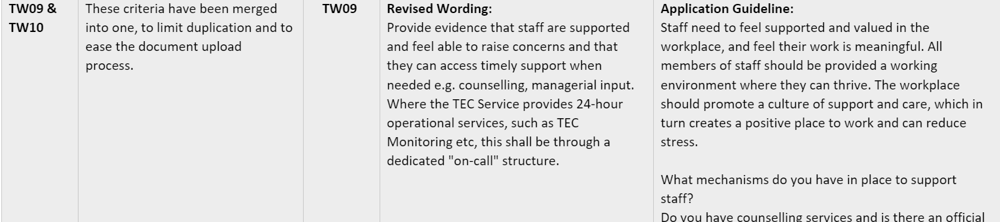 TW09 &
TW10
These criteria have been merged
into one, to limit duplication and to
ease the document upload
process.
TW09
Revised Wording:
Provide evidence that staff are supported
and feel able to raise concerns and that
they can access timely support when
needed e.g. counselling, managerial input.
Where the TEC Service provides 24-hour
operational services, such as TEC
Monitoring etc, this shall be through a
dedicated "on-call" structure.
Application Guideline:
Staff need to feel supported and valued in the
workplace, and feel their work is meaningful. All
members of staff should be provided a working
environment where they can thrive. The workplace
should promote a culture of support and care, which in
turn creates a positive place to work and can reduce
stress.
What mechanisms do you have in place to support
staff?
Do you have counselling services and is there an official